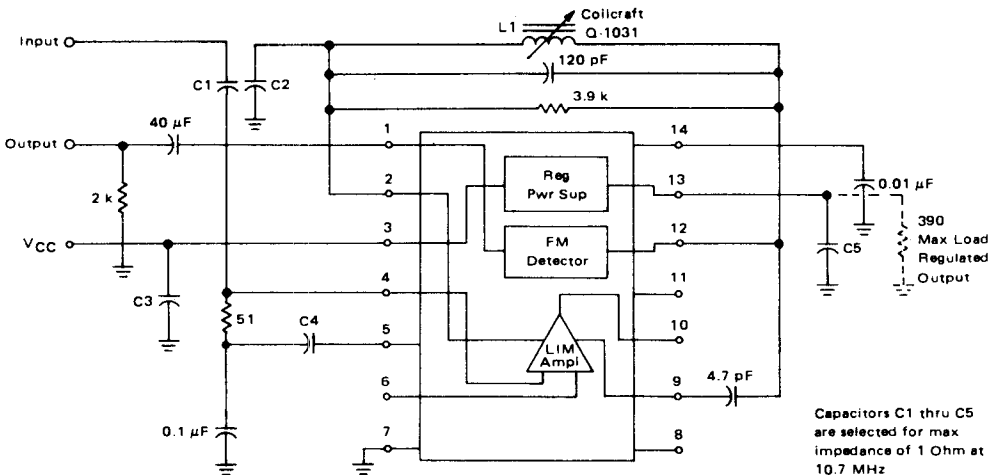 Coilcraft
L1
Q-1031
Input
120 pF
C1
C2
3.9 k
40 µF
1
14
Output
Reg
Pwr Sup
13
0.01 µF
2
2 k
390
Max Load
Regulated
Output
3
FM
Detector
12
VCC
C5
C3
4
11
51
C4
5
10
LIM
Ampl
6
9
4.7 pF
0.1 µF
7
8
Capacitors C1 thru C5
are selected for max
impedance of 1 Ohm at
10.7 MHz